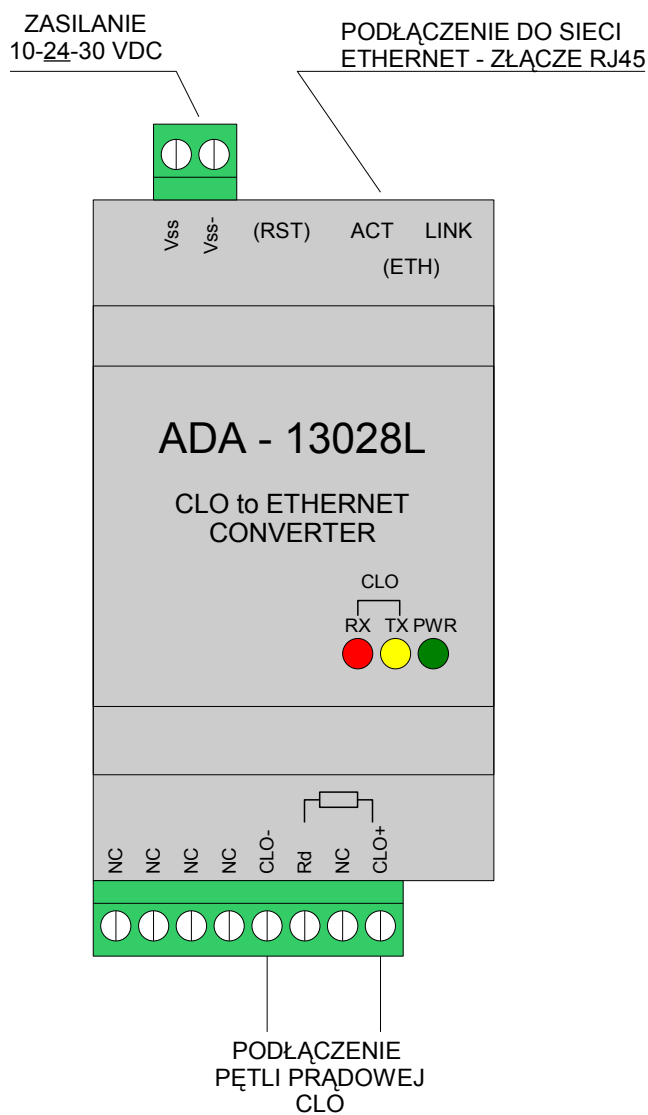 ZASILANIE
10-24-30 VDC
PODŁĄCZENIE DO SIECI
ETHERNET - ZŁĄCZE RJ45
Vss
Vss-
(RST)
ACT
LINK
(ETH)
ADA - 13028L
CLO to ETHERNET
CONVERTER
CLO
RX TX PWR
NC
NC
NC
NC
CLO-
Rd
NC
CLO+
PODŁĄCZENIE
PĘTLI PRĄDOWEJ
CLO